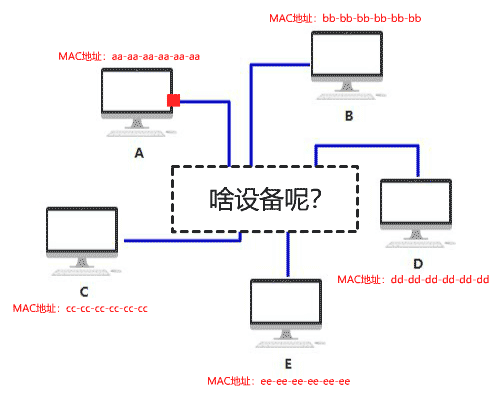 MAC地址：bb-bb-bb-bb-bb-bb
MAC地址：aa-aa-aa-aa-aa-aa
B
A
啥设备呢？
D
MAC地址：dd-dd-dd-dd-dd-dd
C
MAC地址：cc-cc-cc-cc-cc-cc
E
MAC地址：ee-ee-ee-ee-ee-ee